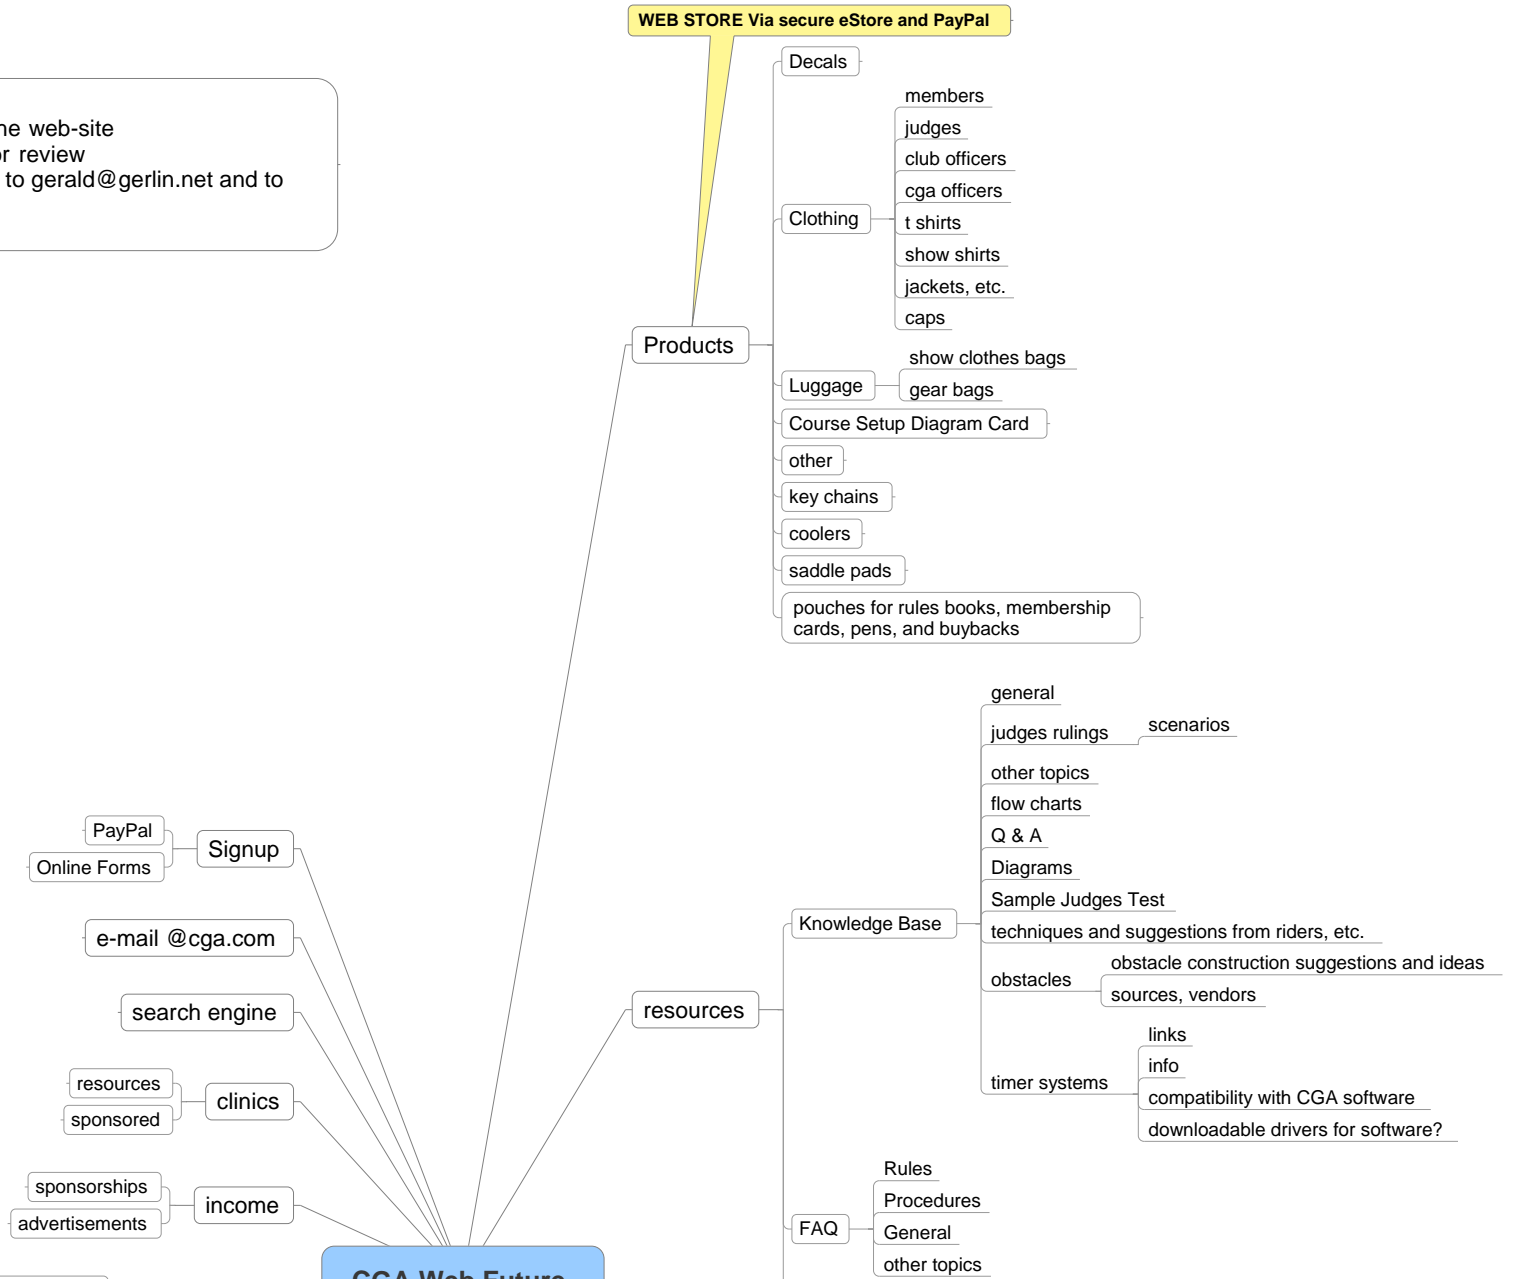 WEB STORE Via secure eStore and PayPal
ne web-site
or review
to gerald@gerlin.net and to
Products
Decals
Clothing
members
judges
club officers
cga officers
t shirts
show shirts
jackets, etc.
caps
Luggage
show clothes bags
gear bags
Course Setup Diagram Card
other
key chains
coolers
saddle pads
pouches for rules books, membership
cards, pens, and buybacks
resources
Knowledge Base
general
judges rulings
scenarios
other topics
flow charts
Q & A
Diagrams
Sample Judges Test
techniques and suggestions from riders, etc.
obstacles
obstacle construction suggestions and ideas
sources, vendors
timer systems
links
info
compatibility with CGA software
downloadable drivers for software?
FAQ
Rules
Procedures
General
other topics
Signup
PayPal
Online Forms
e-mail @cga.com
search engine
clinics
resources
sponsored
income
sponsorships
advertisements
CGA Web Future